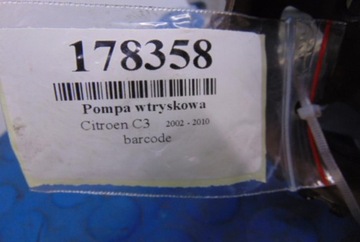 178358
Pompa wtryskowa
Citroen C3 2002 - 2010
barcode